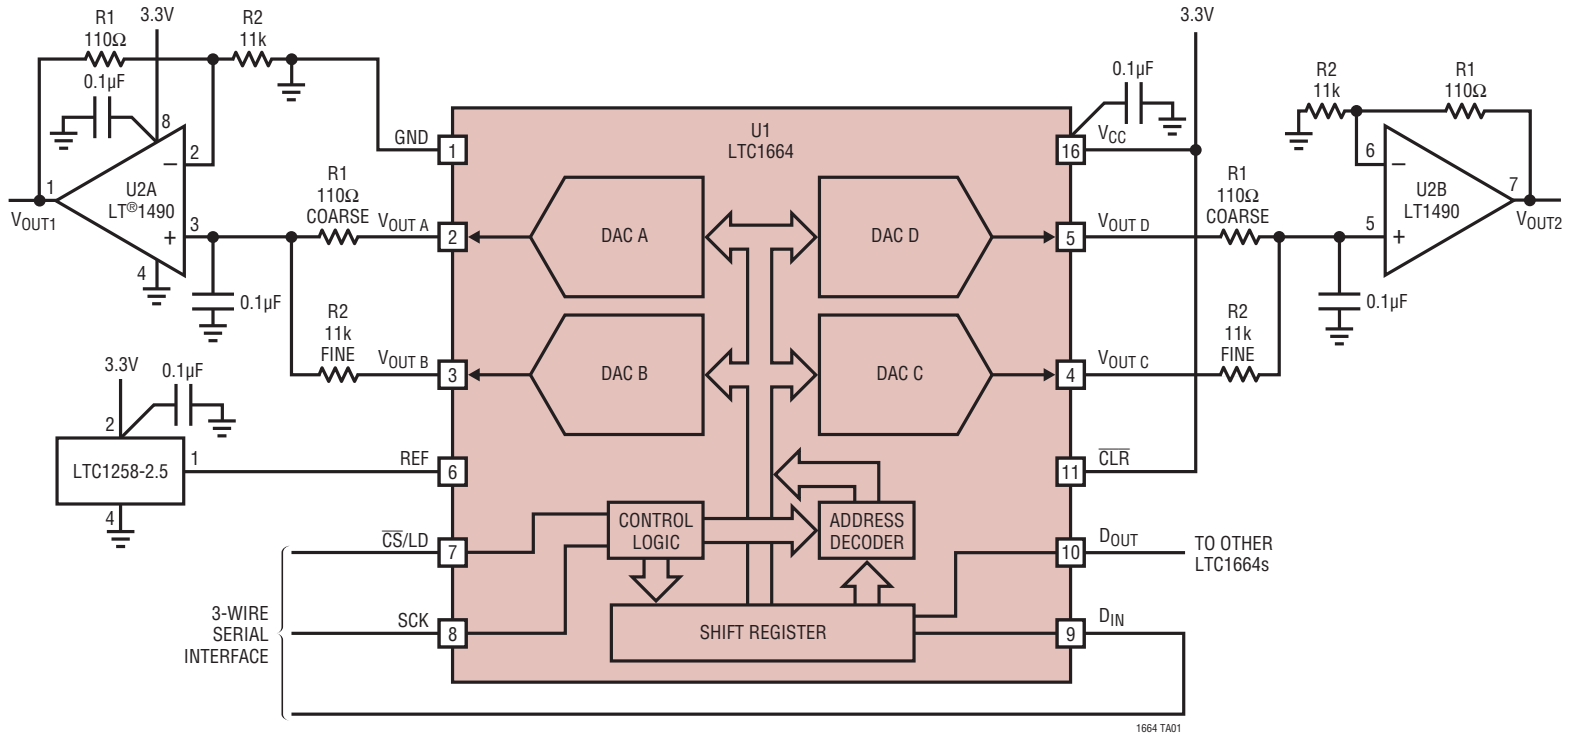 R1
110Ω
3.3V
R2
11k
0.1µF
8
2
−
U2A
LT®1490
1
VOUT1
3
+
4
0.1µF
R1
110Ω
COARSE
R2
11k
FINE
3.3V
0.1µF
2
LTC1258-2.5
1
4
GND
1
VOUT A
2
VOUT B
3
REF
6
CS/LD
7
SCK
8
3-WIRE
SERIAL
INTERFACE
U1
LTC1664
DAC A
DAC D
DAC B
DAC C
CONTROL
LOGIC
ADDRESS
DECODER
SHIFT REGISTER
3.3V
0.1µF
16
VCC
5
VOUT D
4
VOUT C
11
CLR
10
DOUT
TO OTHER
LTC1664s
9
DIN
R1
110Ω
COARSE
R2
11k
FINE
R2
11k
R1
110Ω
6
−
U2B
LT1490
7
VOUT2
5
+
0.1µF
1664 TA01